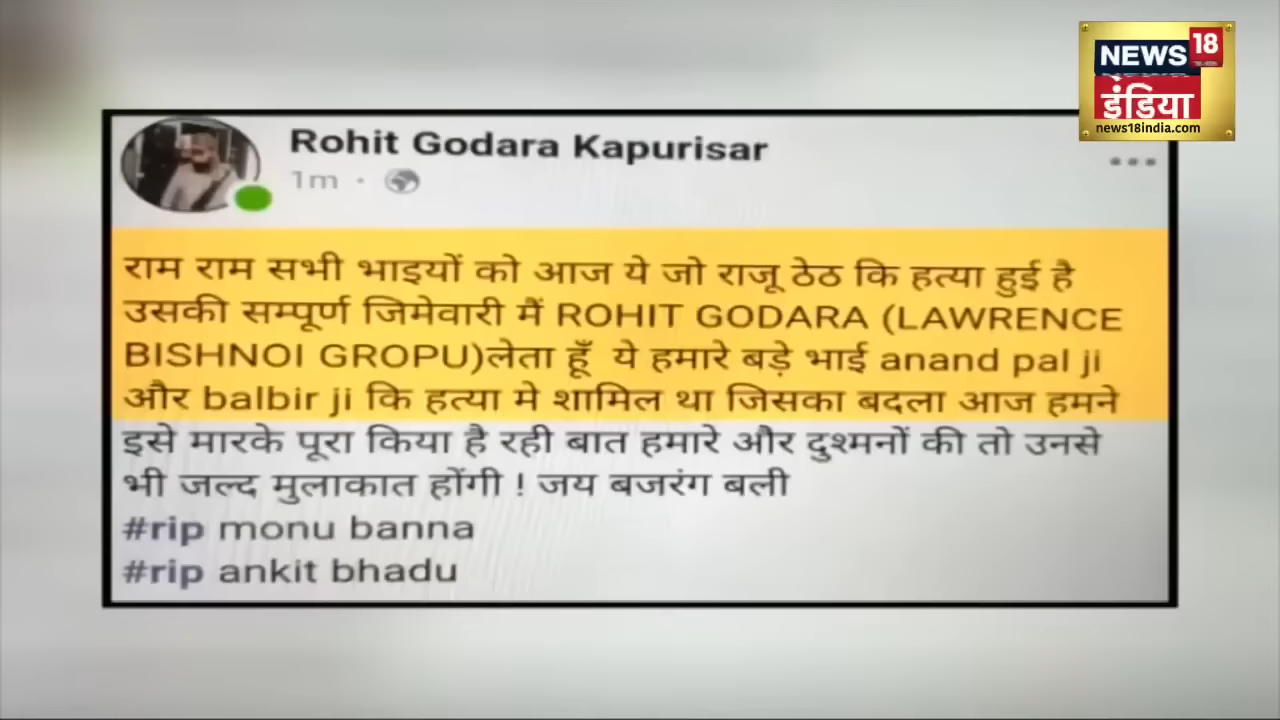 NEWS 18
इंडिया
news18india.com
Rohit Godara Kapurisar
1m ·
राम राम सभी भाइयों को आज ये जो राजू ठेठ कि हत्या हुई है
उसकी सम्पूर्ण जिमेवारी मैं ROHIT GODARA (LAWRENCE
BISHNOI GROPU)लेता हूँ ये हमारे बड़े भाई anand pal ji
और balbir ji कि हत्या मे शामिल था जिसका बदला आज हमने
इसे मारके पूरा किया है रही बात हमारे और दुश्मनों की तो उनसे
भी जल्द मुलाकात होंगी ! जय बजरंग बली
#rip monu banna
#rip ankit bhadu